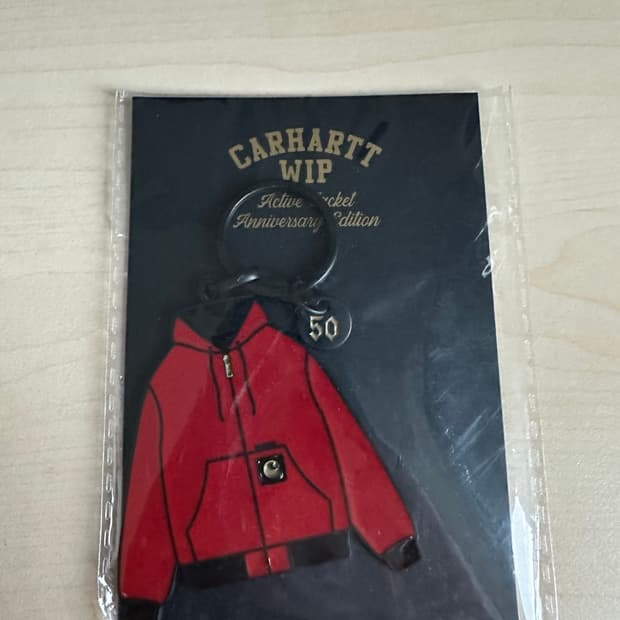 CARHARTT
WIP
Active Jacket
Anniversary Edition
50